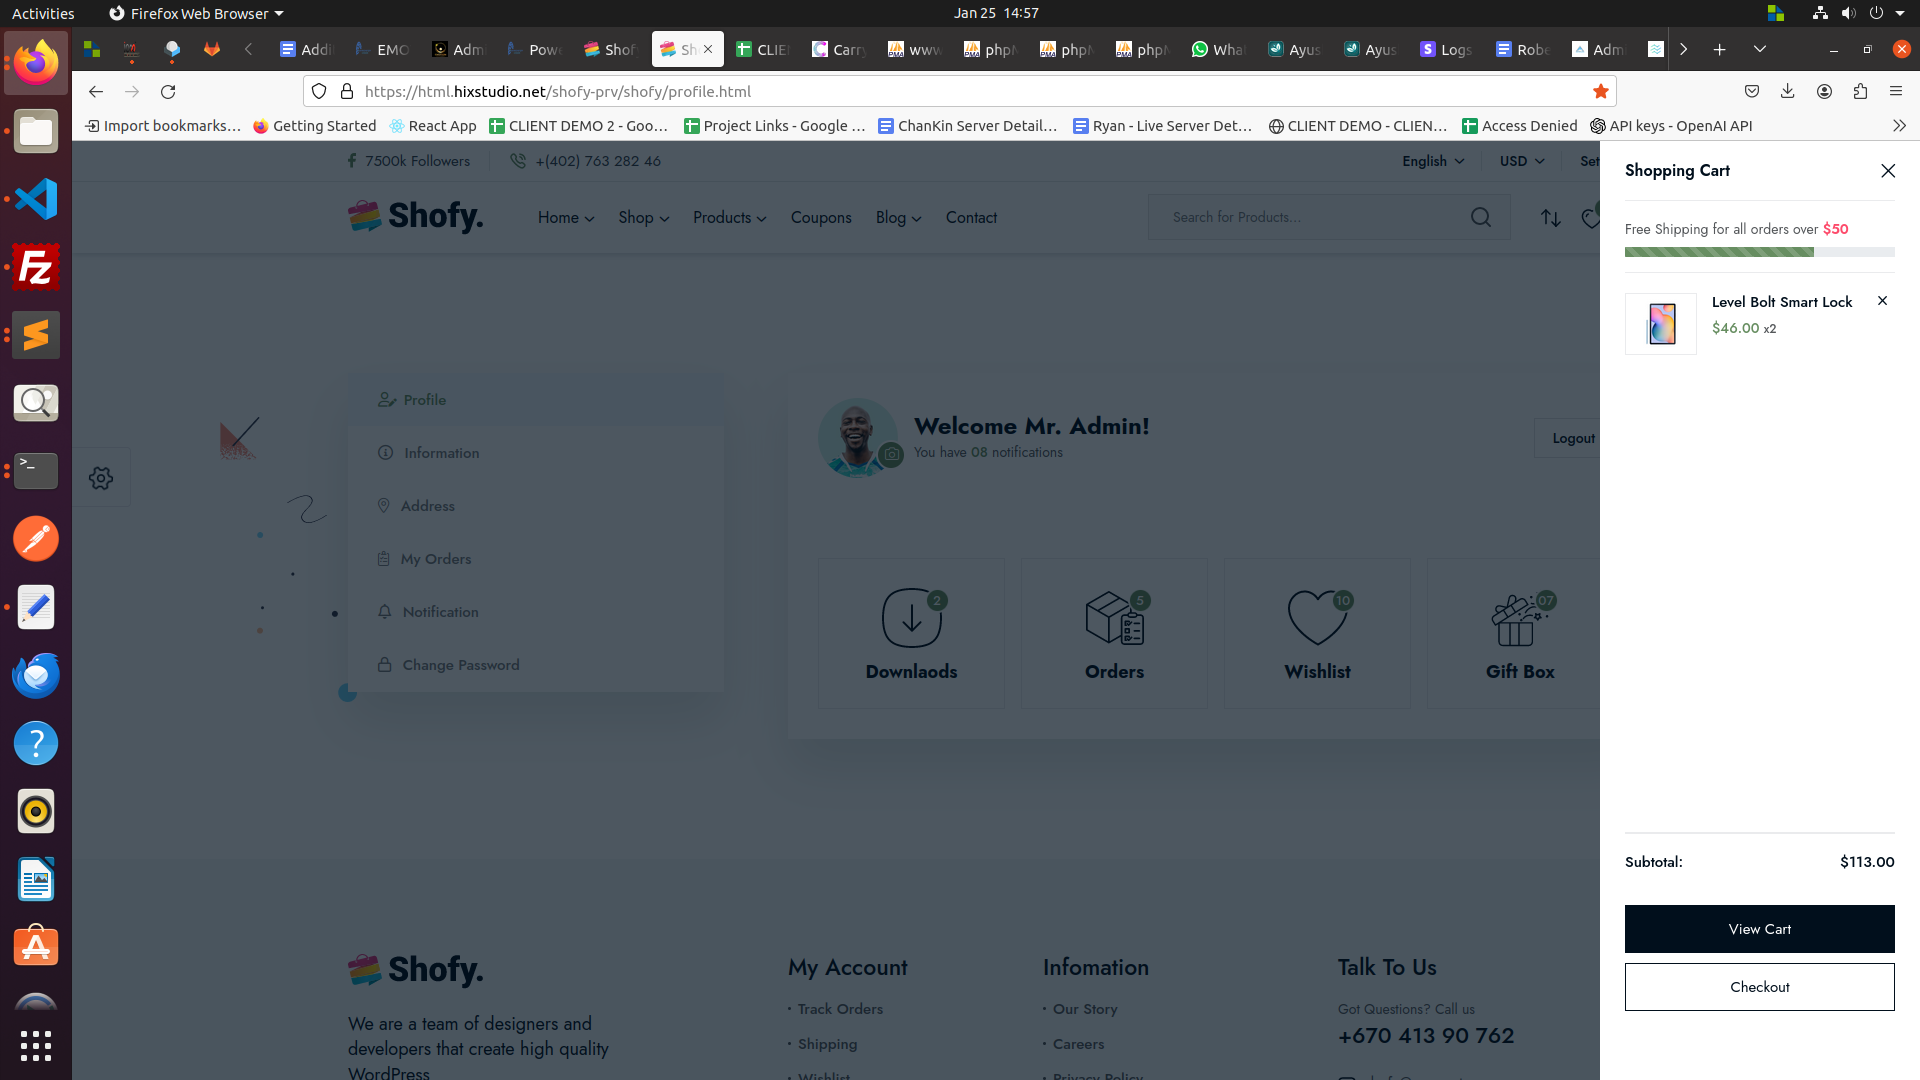 Activities
Firefox Web Browser
Jan 25 14:57
Addi
EMO
Adm
Powe
Shof
Sh
CLIE
Carry
www
phpM
phpM
phpM
What
Ayus
Ayus
Logs
Robe
Admi
https://html.hixstudio.net/shofy-prv/shofy/profile.html
Import bookmarks...
Getting Started
React App
CLIENT DEMO 2 - Goo...
Project Links - Google ...
ChanKin Server Detail...
Ryan - Live Server Det...
CLIENT DEMO - CLIEN...
Access Denied
API keys - OpenAI API
7500k Followers
+(402) 763 282 46
English
USD
Set
Shofy.
Home
Shop
Products
Coupons
Blog
Contact
Search for Products...
Profile
Information
Address
My Orders
Notification
Change Password
Welcome Mr. Admin!
You have 08 notifications
Logout
2
Downlaods
5
Orders
10
Wishlist
07
Gift Box
Shopping Cart
Free Shipping for all orders over $50
Level Bolt Smart Lock
$46.00 x2
Subtotal:
$113.00
View Cart
Checkout
Shofy.
We are a team of designers and
developers that create high quality
WordPress
My Account
• Track Orders
• Shipping
• Wishlist
Infomation
• Our Story
• Careers
• Privacy Policy
Talk To Us
Got Questions? Call us
+670 413 90 762